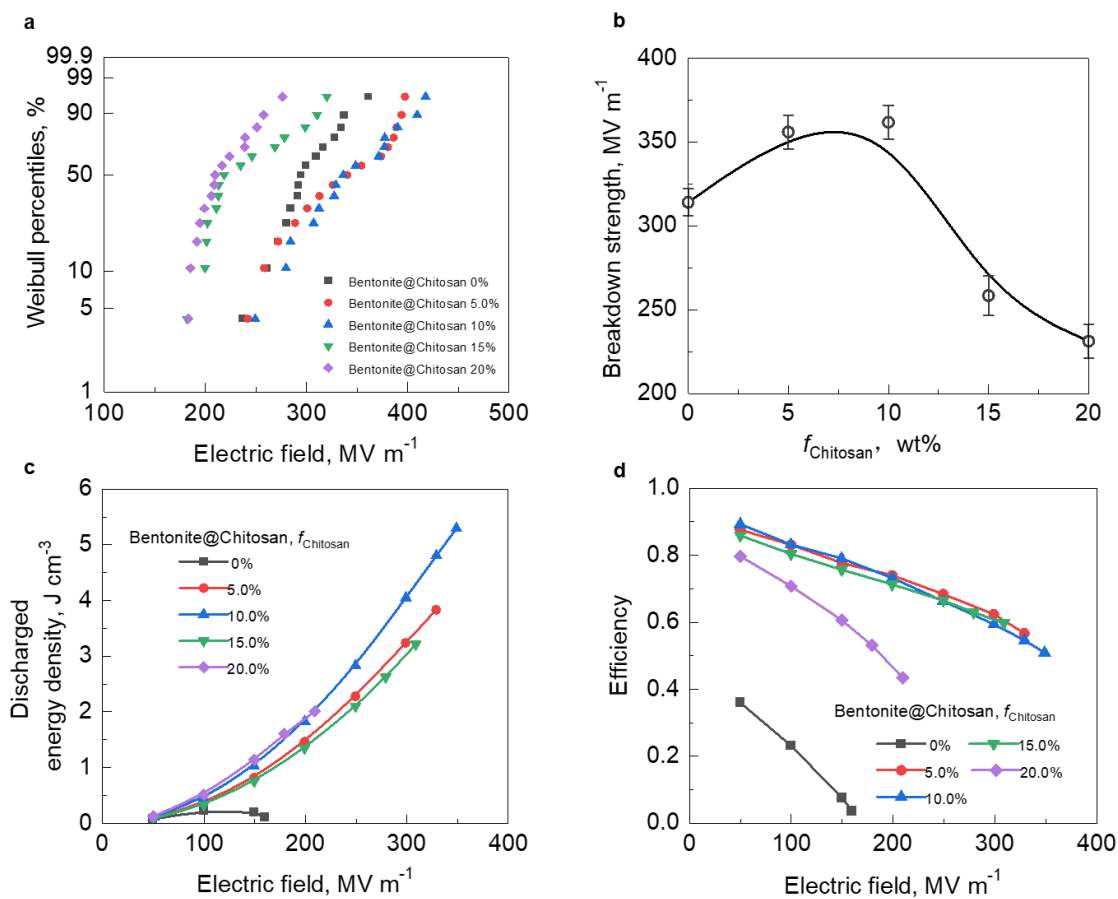 a
99.9
99
90
50
10
5
1
Weibull percentiles, %
Bentonite@Chitosan 0%
Bentonite@Chitosan 5.0%
Bentonite@Chitosan 10%
Bentonite@Chitosan 15%
Bentonite@Chitosan 20%
100 200 300 400 500
Electric field, MV m⁻¹
b
400
350
300
250
200
Breakdown strength, MV m⁻¹
0 5 10 15 20
fChitosan, wt%
c
6
5
4
3
2
1
0
Discharged
energy density, J cm⁻³
Bentonite@Chitosan, fChitosan
0%
5.0%
10.0%
15.0%
20.0%
0 100 200 300 400
Electric field, MV m⁻¹
d
1.0
0.8
0.6
0.4
0.2
0.0
Efficiency
Bentonite@Chitosan, fChitosan
0% 15.0%
5.0% 20.0%
10.0%
0 100 200 300 400
Electric field, MV m⁻¹